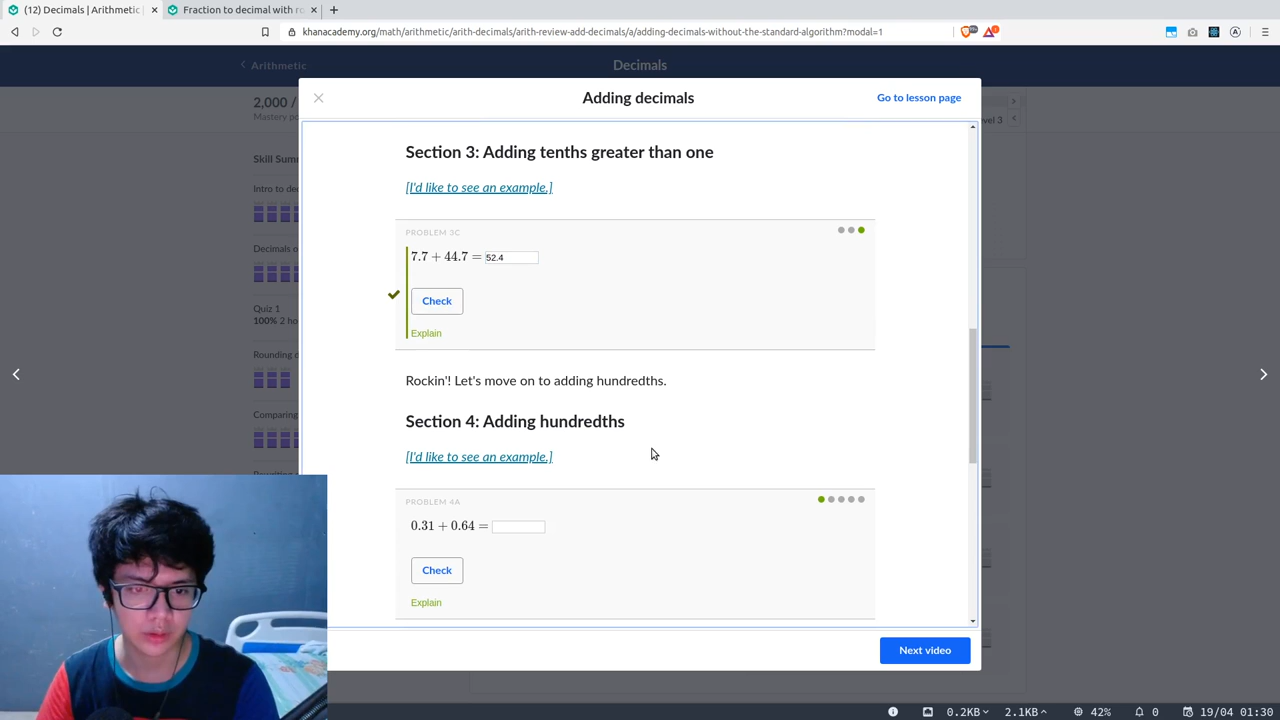 (12) Decimals | Arithmetic
Fraction to decimal with ro
khanacademy.org/math/arithmetic/arith-decimals/arith-review-add-decimals/a/adding-decimals-without-the-standard-algorithm?modal=1
Arithmetic
Decimals
2,000 /
Mastery po
vel 3
Skill Summ
Intro to de
Decimals o
Quiz 1
100% 2 ho
Rounding d
Comparing
Adding decimals
Go to lesson page
Section 3: Adding tenths greater than one
[I'd like to see an example.]
PROBLEM 3C
7.7 + 44.7 = 52.4
Check
Explain
Rockin'! Let's move on to adding hundredths.
Section 4: Adding hundredths
[I'd like to see an example.]
PROBLEM 4A
0.31 + 0.64 =
Check
Explain
Next video
0.2KB 2.1KB 42% 0 19/04 01:30